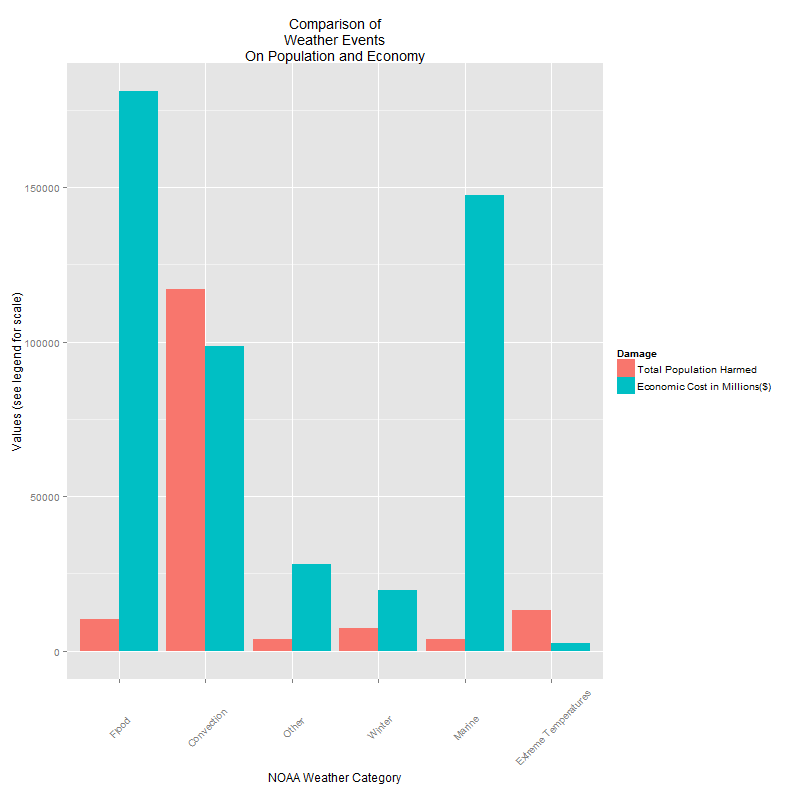 Comparison of
Weather Events
On Population and Economy
Values (see legend for scale)
150000
100000
50000
0
Flood
Convection
Other
Winter
Marine
Extreme Temperatures
NOAA Weather Category
Damage
Total Population Harmed
Economic Cost in Millions($)